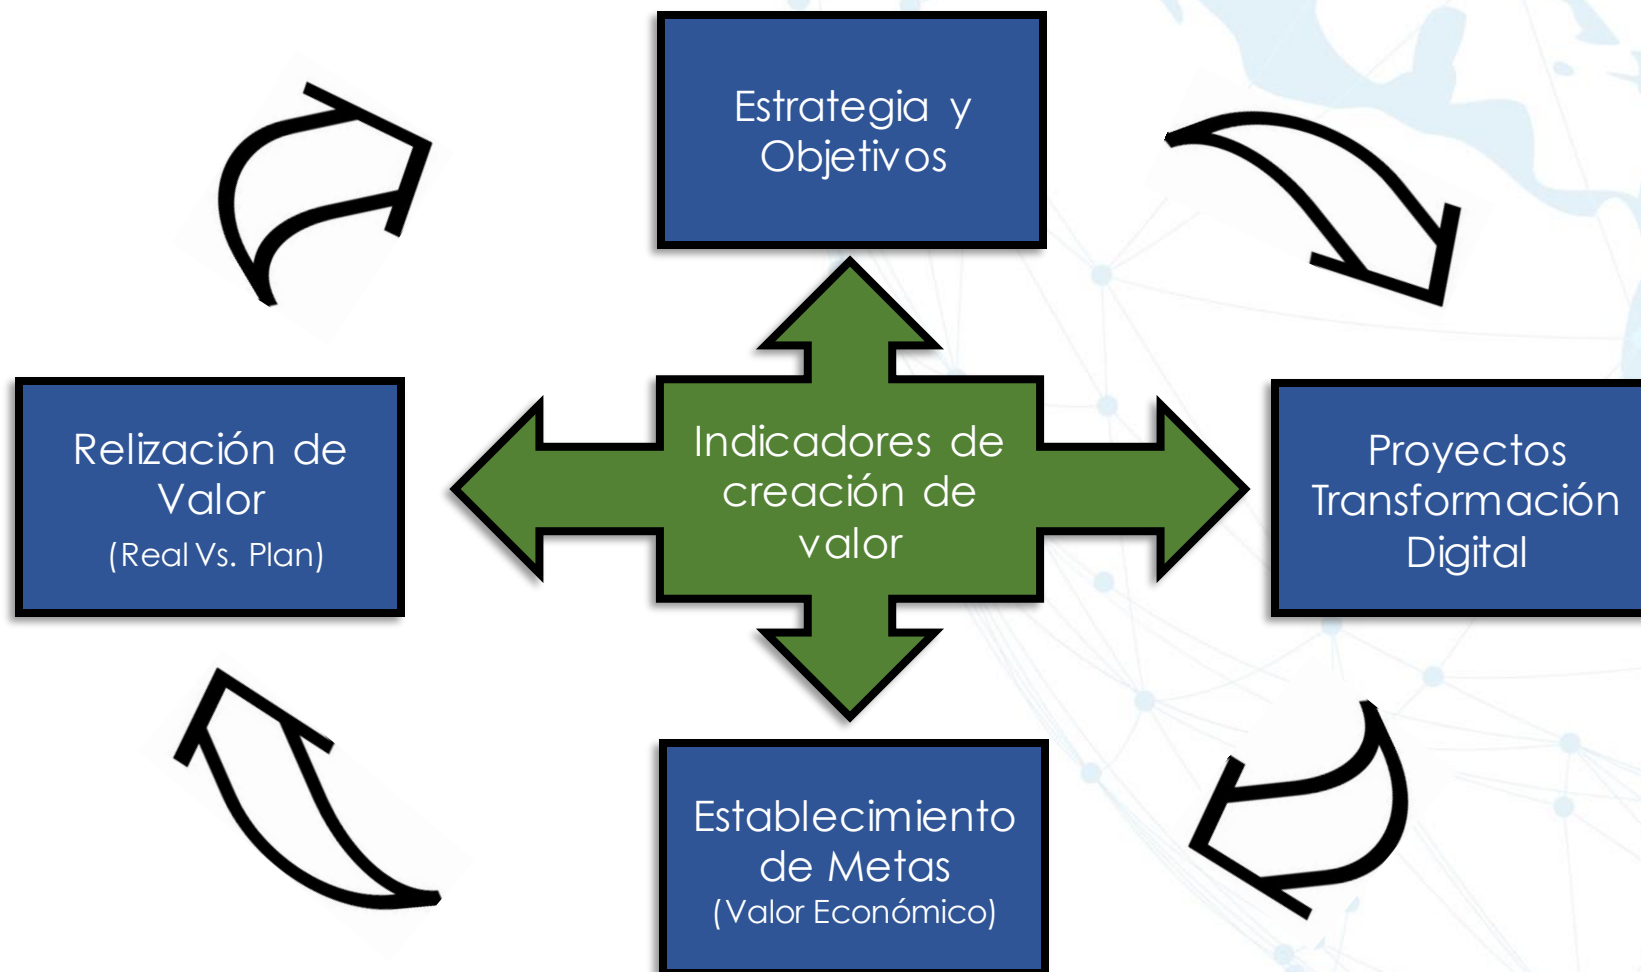 Estrategia y
Objetivos
Relización de
Valor
(Real Vs. Plan)
Indicadores de
creación de
valor
Proyectos
Transformación
Digital
Establecimiento
de Metas
(Valor Económico)